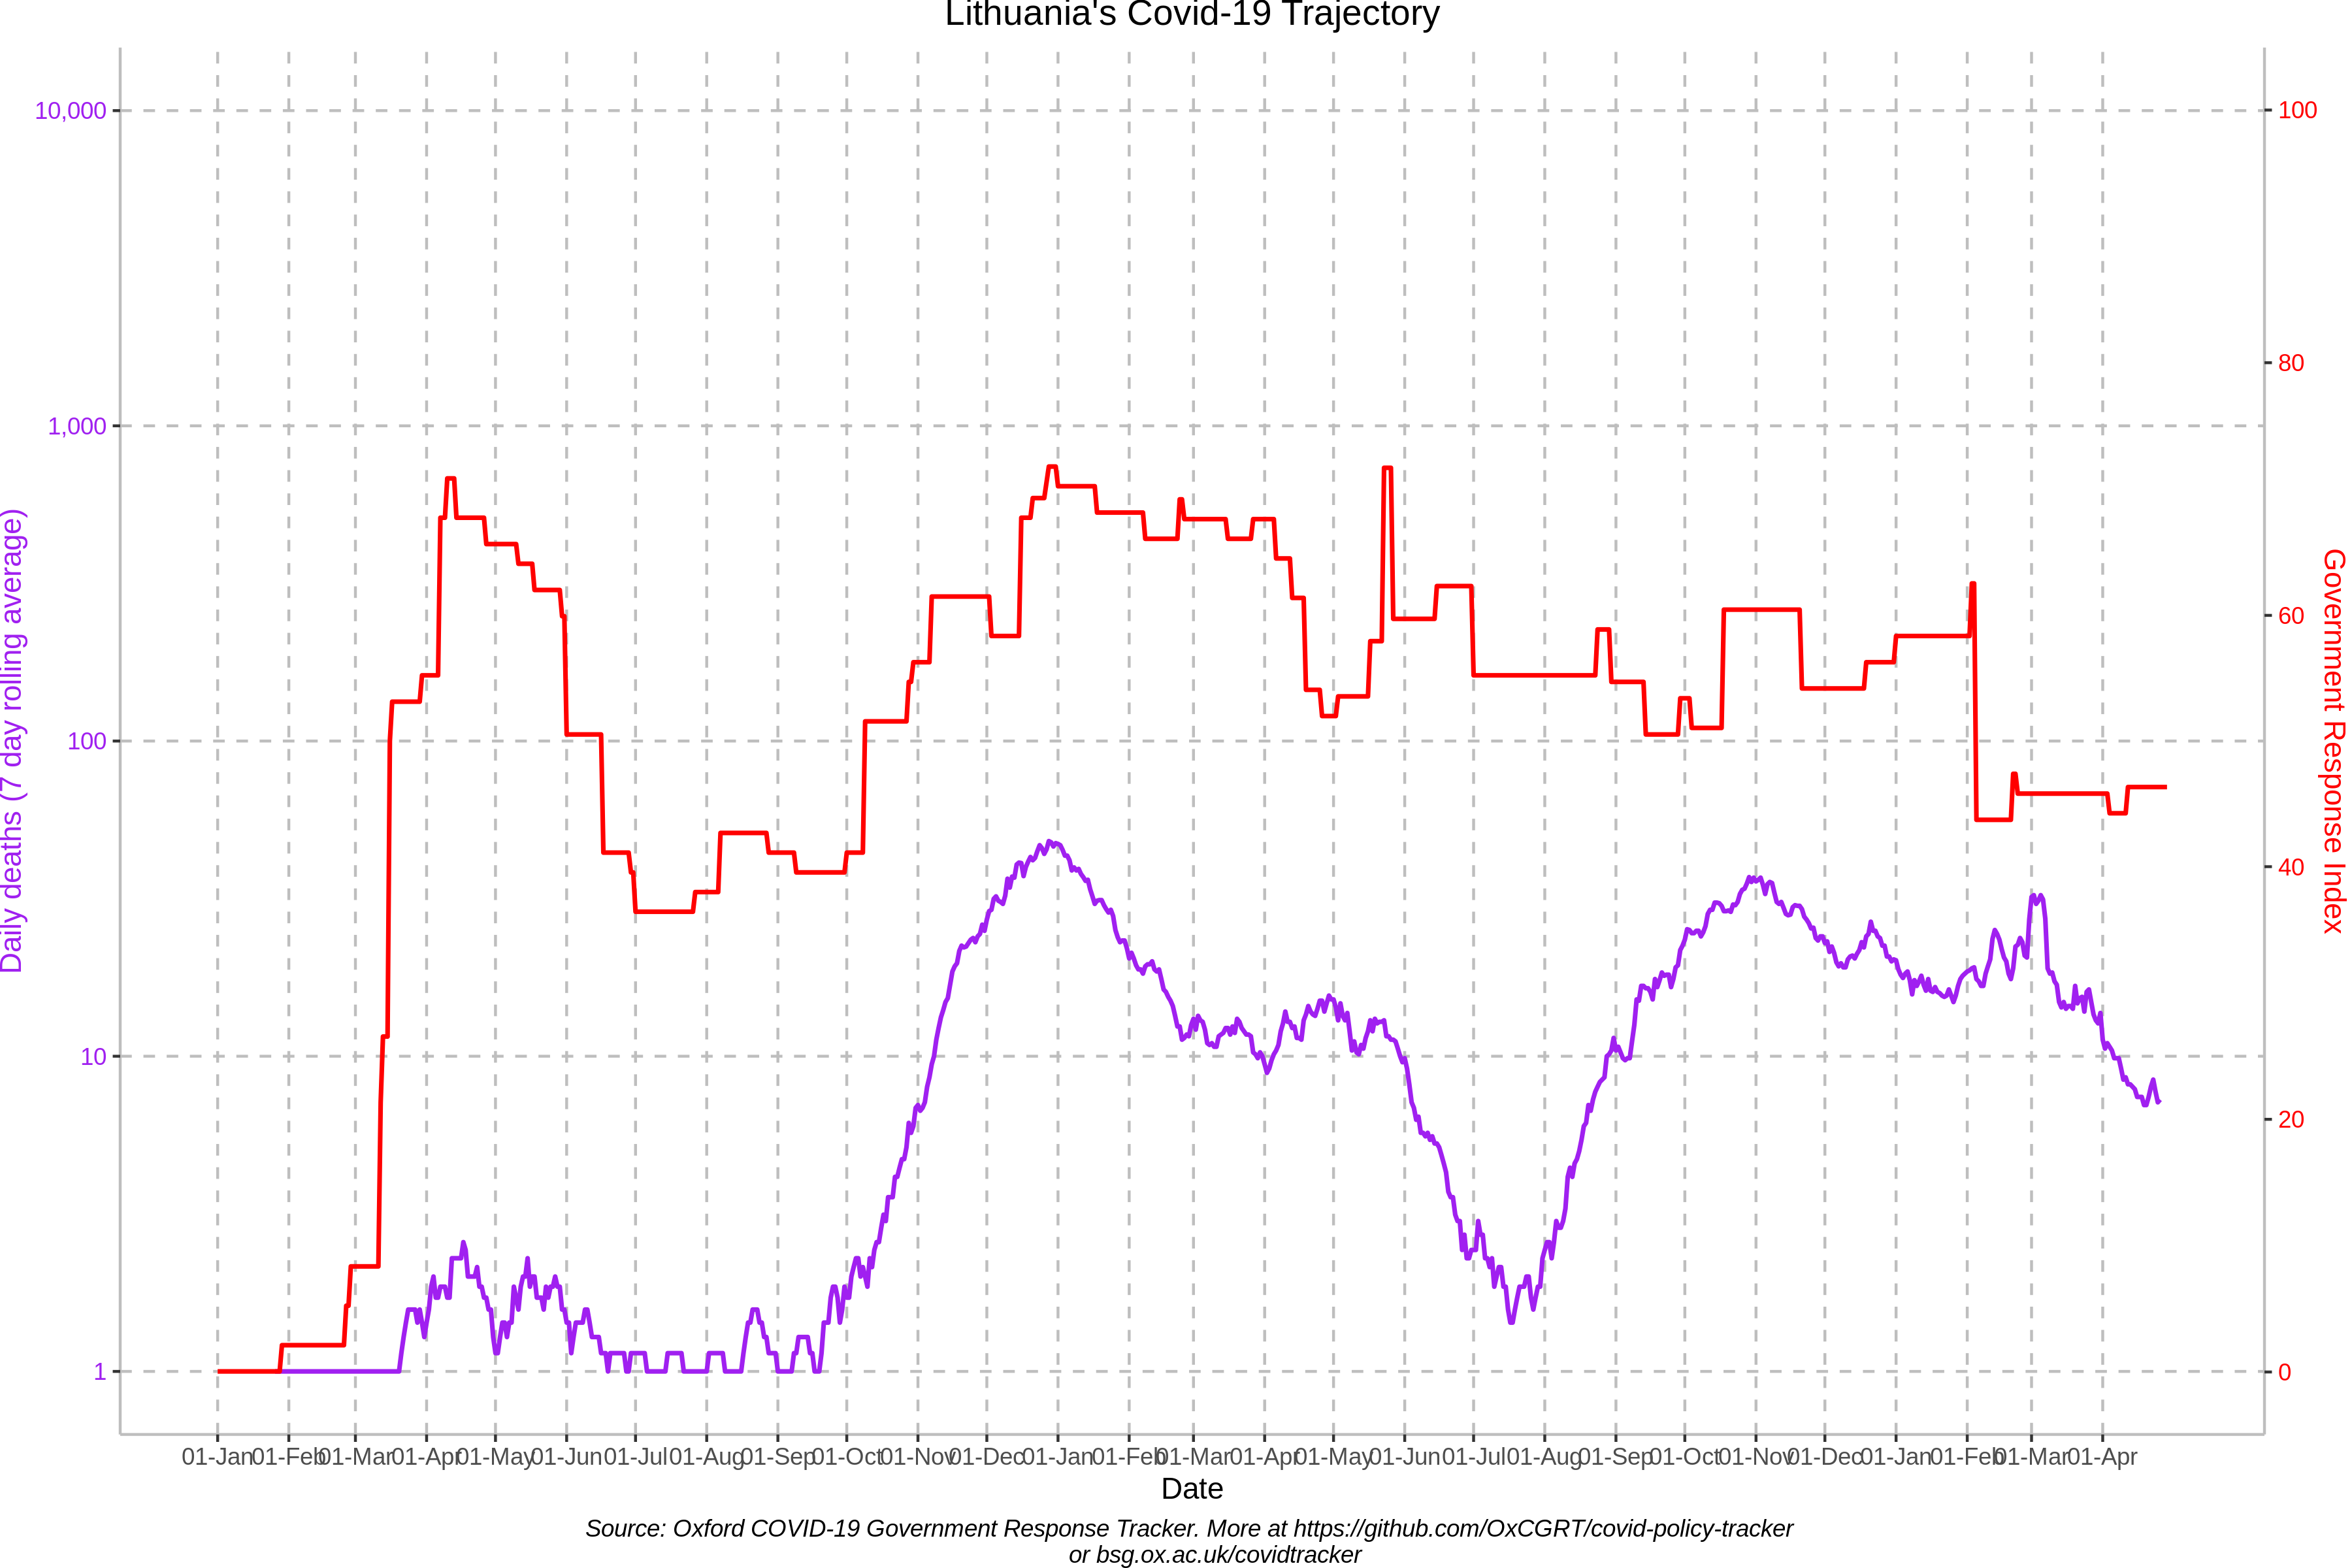 Lithuania's Covid-19 Trajectory
10,000
1,000
100
10
1
Daily deaths (7 day rolling average)
100
80
60
40
20
0
Government Response Index
01-Jan 01-Feb 01-Mar 01-Apr 01-May 01-Jun 01-Jul 01-Aug 01-Sep 01-Oct 01-Nov 01-Dec 01-Jan 01-Feb 01-Mar 01-Apr 01-May 01-Jun 01-Jul 01-Aug 01-Sep 01-Oct 01-Nov 01-Dec 01-Jan 01-Feb 01-Mar 01-Apr
Date
Source: Oxford COVID-19 Government Response Tracker. More at https://github.com/OxCGRT/covid-policy-tracker
or bsg.ox.ac.uk/covidtracker